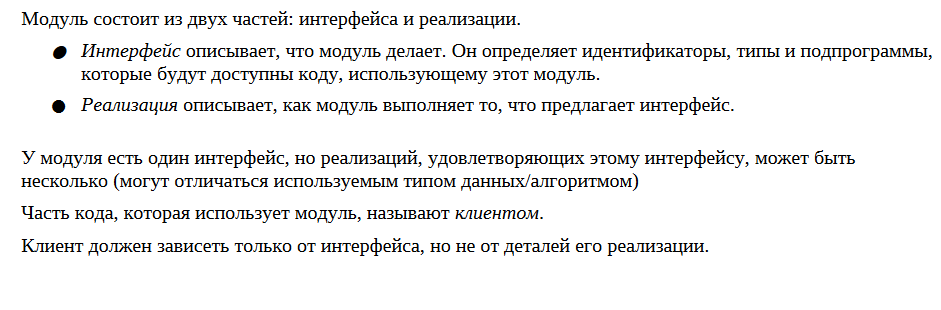 Модуль состоит из двух частей: интерфейса и реализации.
● Интерфейс описывает, что модуль делает. Он определяет идентификаторы, типы и подпрограммы,
которые будут доступны коду, использующему этот модуль.
● Реализация описывает, как модуль выполняет то, что предлагает интерфейс.
У модуля есть один интерфейс, но реализаций, удовлетворяющих этому интерфейсу, может быть
несколько (могут отличаться используемым типом данных/алгоритмом)
Часть кода, которая использует модуль, называют клиентом.
Клиент должен зависеть только от интерфейса, но не от деталей его реализации.